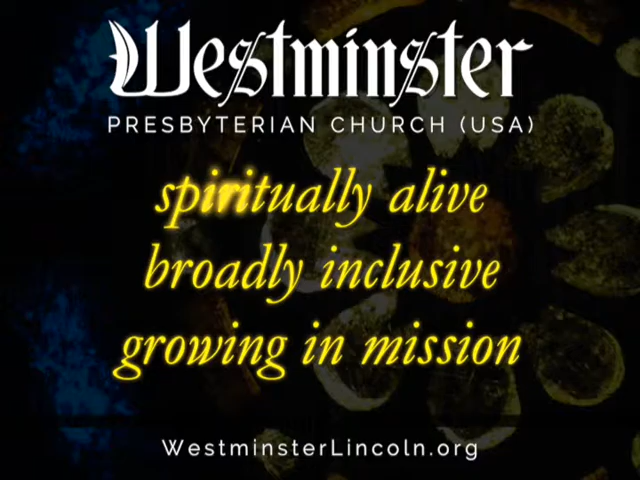 Westminster
PRESBYTERIAN CHURCH (USA)
spiritually alive
broadly inclusive
growing in mission
WestminsterLincoln.org